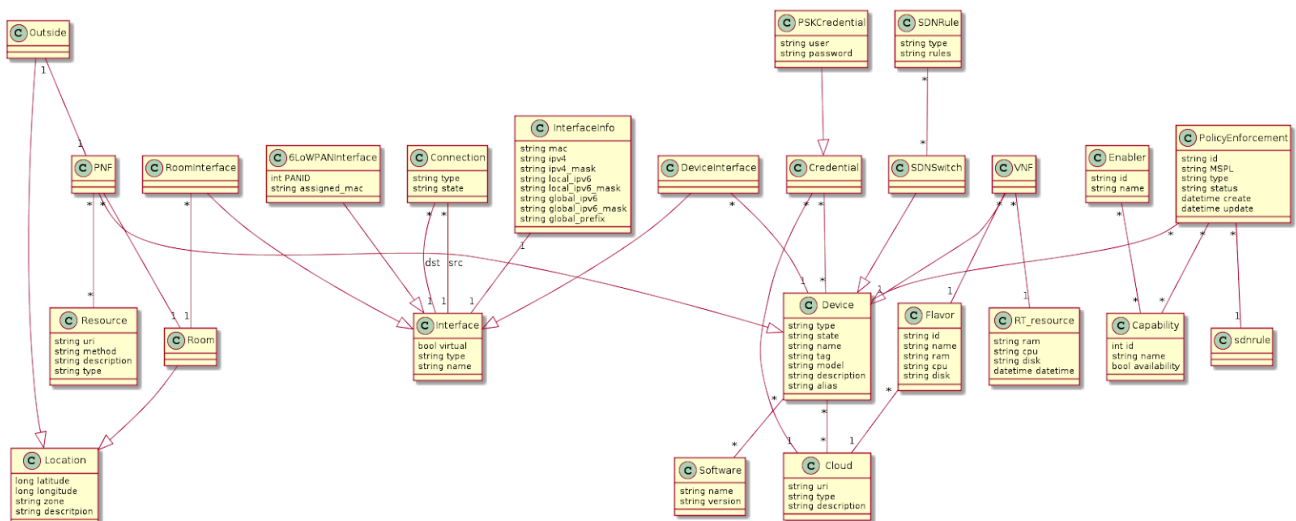 C Outside
1
1
C PSKCredential
string user
string password
C SDNRule
string type
string rules
*
*
C PNF
*
*
*
C RoomInterface
*
C 6LoWPANInterface
int PANID
string assigned_mac
C Connection
string type
string state
*
*
dst
src
1
1
C InterfaceInfo
string mac
string ipv4
string ipv4_mask
string local_ipv6
string local_ipv6_mask
string global_ipv6
string global_ipv6_mask
string global_prefix
1
1
C DeviceInterface
*
1
C Credential
*
*
*
1
C SDNSwitch
C VNF
*
*
1
1
C Enabler
string id
string name
*
*
C PolicyEnforcement
string id
string MSPL
string type
string status
datetime create
datetime update
*
*
*
1
*
1
C Resource
string uri
string method
string description
string type
1
1
C Room
C Interface
bool virtual
string type
string name
C Device
string type
string state
string name
string tag
string model
string description
string alias
*
*
*
*
C Flavor
string id
string name
string ram
string cpu
string disk
*
1
C RT_resource
string ram
string cpu
string disk
datetime datetime
C Capability
int id
string name
bool availability
C sdnrule
C Location
long latitude
long longitude
string zone
string descritpion
C Software
string name
string version
C Cloud
string uri
string type
string description